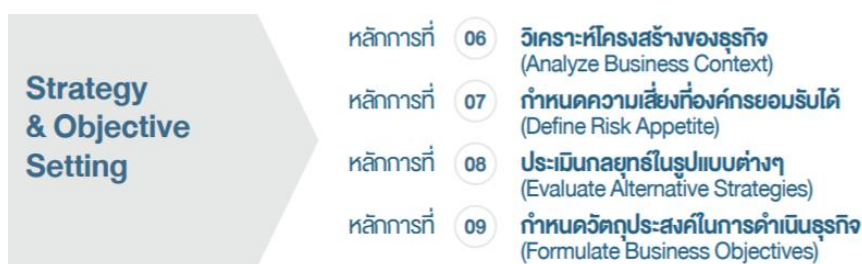 Strategy
& Objective
Setting
หลักการที่ 06 วิเคราะห์โครงสร้างของธุรกิจ
(Analyze Business Context)
หลักการที่ 07 กำหนดความเสี่ยงที่องค์กรยอมรับได้
(Define Risk Appetite)
หลักการที่ 08 ประเมินกลยุทธ์ในรูปแบบต่างๆ
(Evaluate Alternative Strategies)
หลักการที่ 09 กำหนดวัตถุประสงค์ในการดำเนินธุรกิจ
(Formulate Business Objectives)